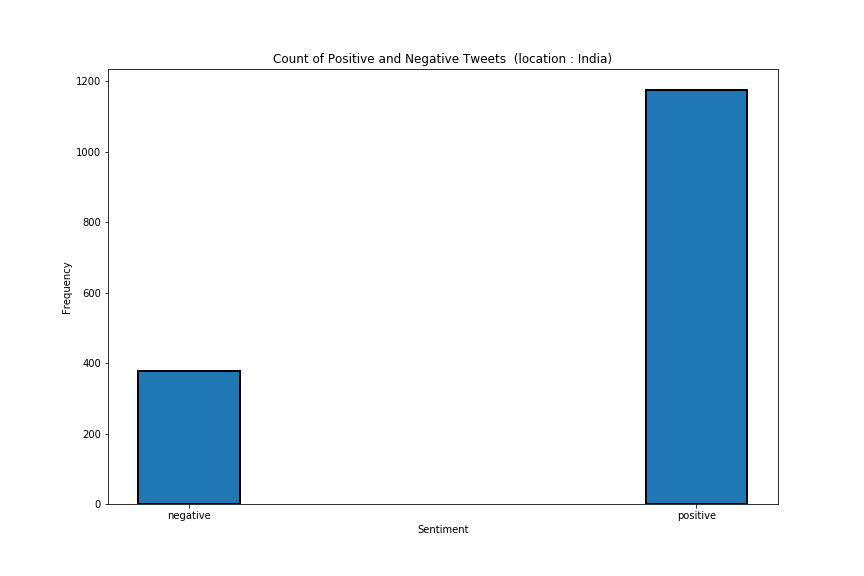 Count of Positive and Negative Tweets  (location : India)
1200
1000
800
600
400
200
0
Frequency
negative
positive
Sentiment